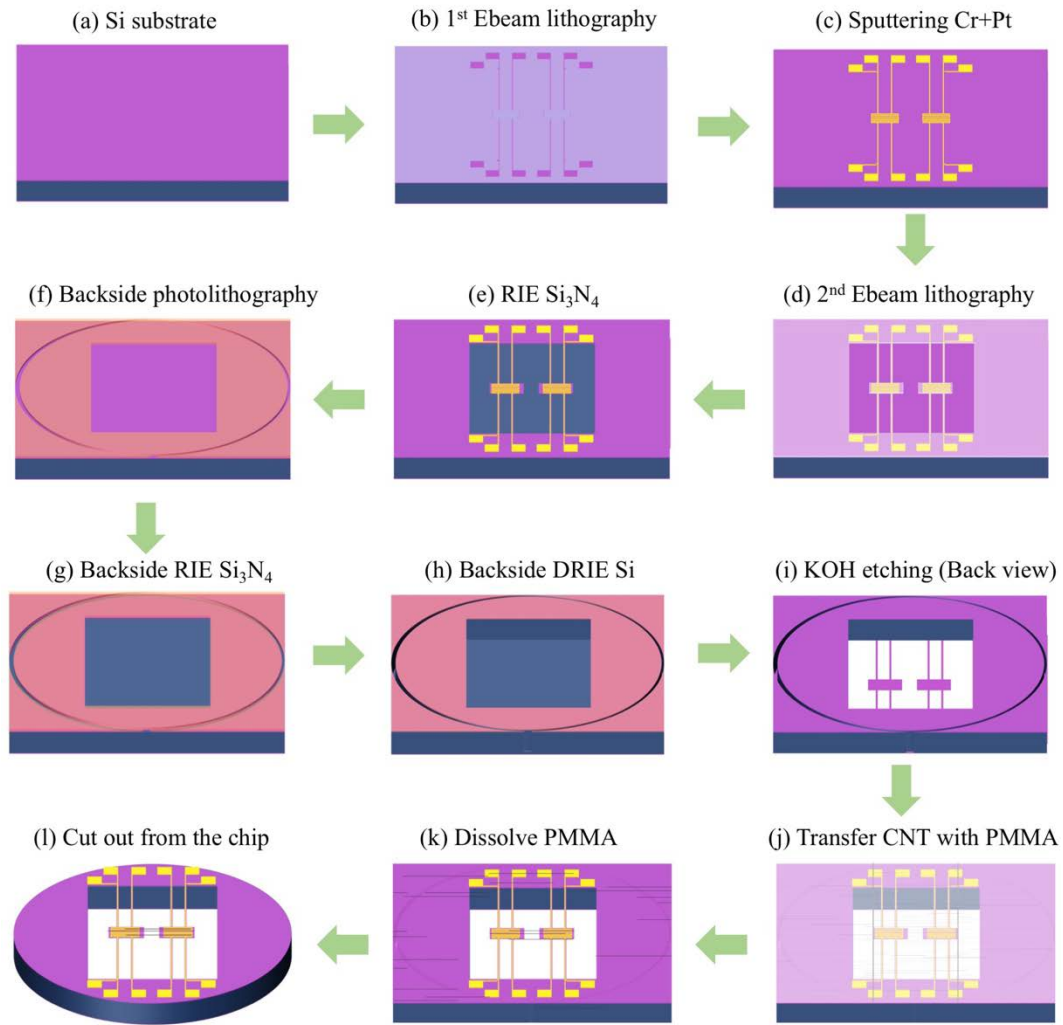 (a) Si substrate
(b) 1st Ebeam lithography
(c) Sputtering Cr+Pt
(f) Backside photolithography
(e) RIE Si₃N₄
(d) 2nd Ebeam lithography
(g) Backside RIE Si₃N₄
(h) Backside DRIE Si
(i) KOH etching (Back view)
(l) Cut out from the chip
(k) Dissolve PMMA
(j) Transfer CNT with PMMA